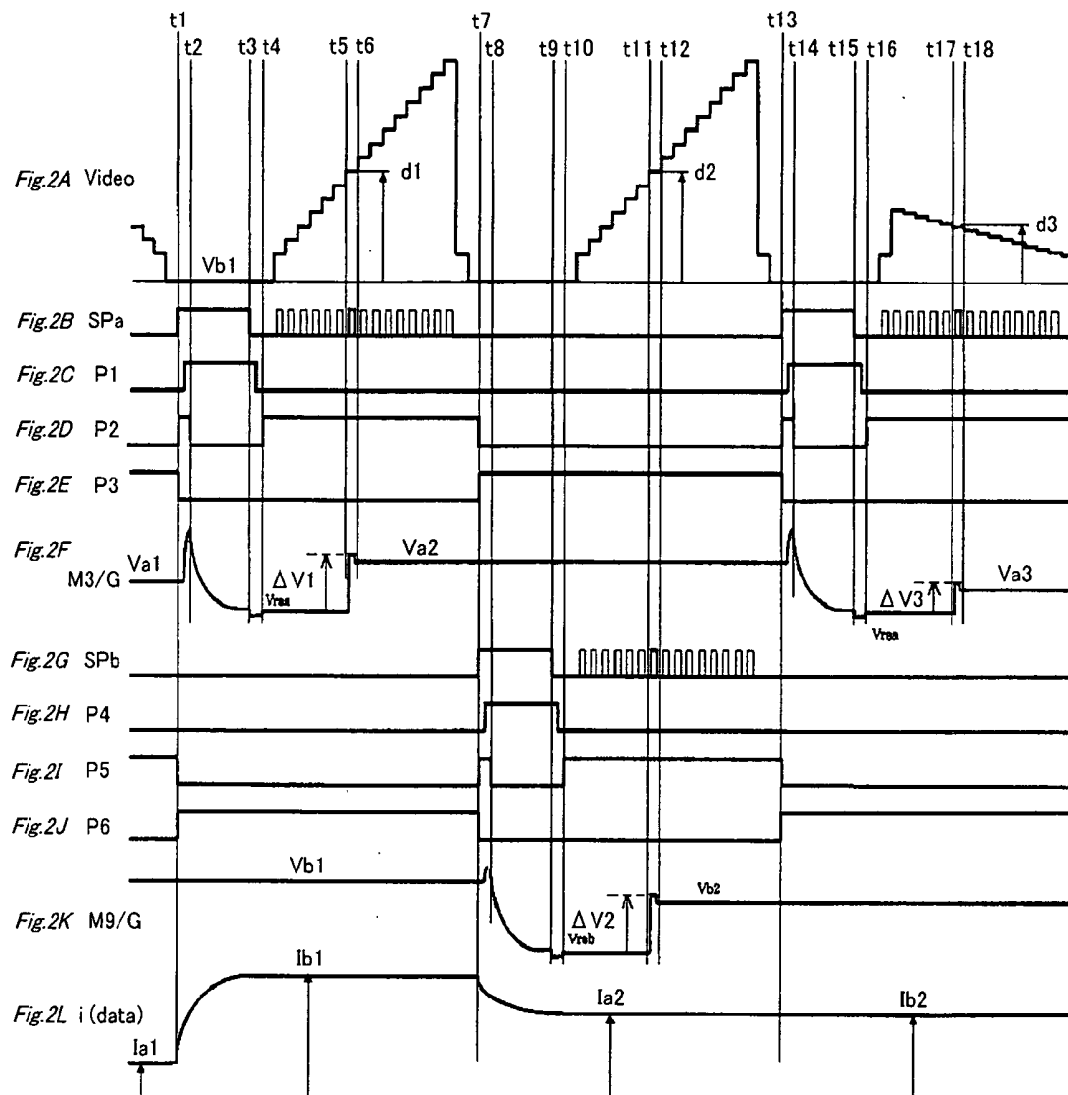 t1 t7 t13
t2 t3 t4 t5 t6 t8 t9 t10 t11 t12 t14 t15 t16 t17 t18
Fig.2A Video d1 d2 d3
Vb1
Fig.2B SPa
Fig.2C P1
Fig.2D P2
Fig.2E P3
Fig.2F
Va1 Va2 Va3
M3/G ΔV1 ΔV3
Vraa Vraa
Fig.2G SPb
Fig.2H P4
Fig.2I P5
Fig.2J P6
Vb1 Vb2
Fig.2K M9/G ΔV2
Vrab
Ib1 Ia2 Ib2
Fig.2L i(data)
Ia1